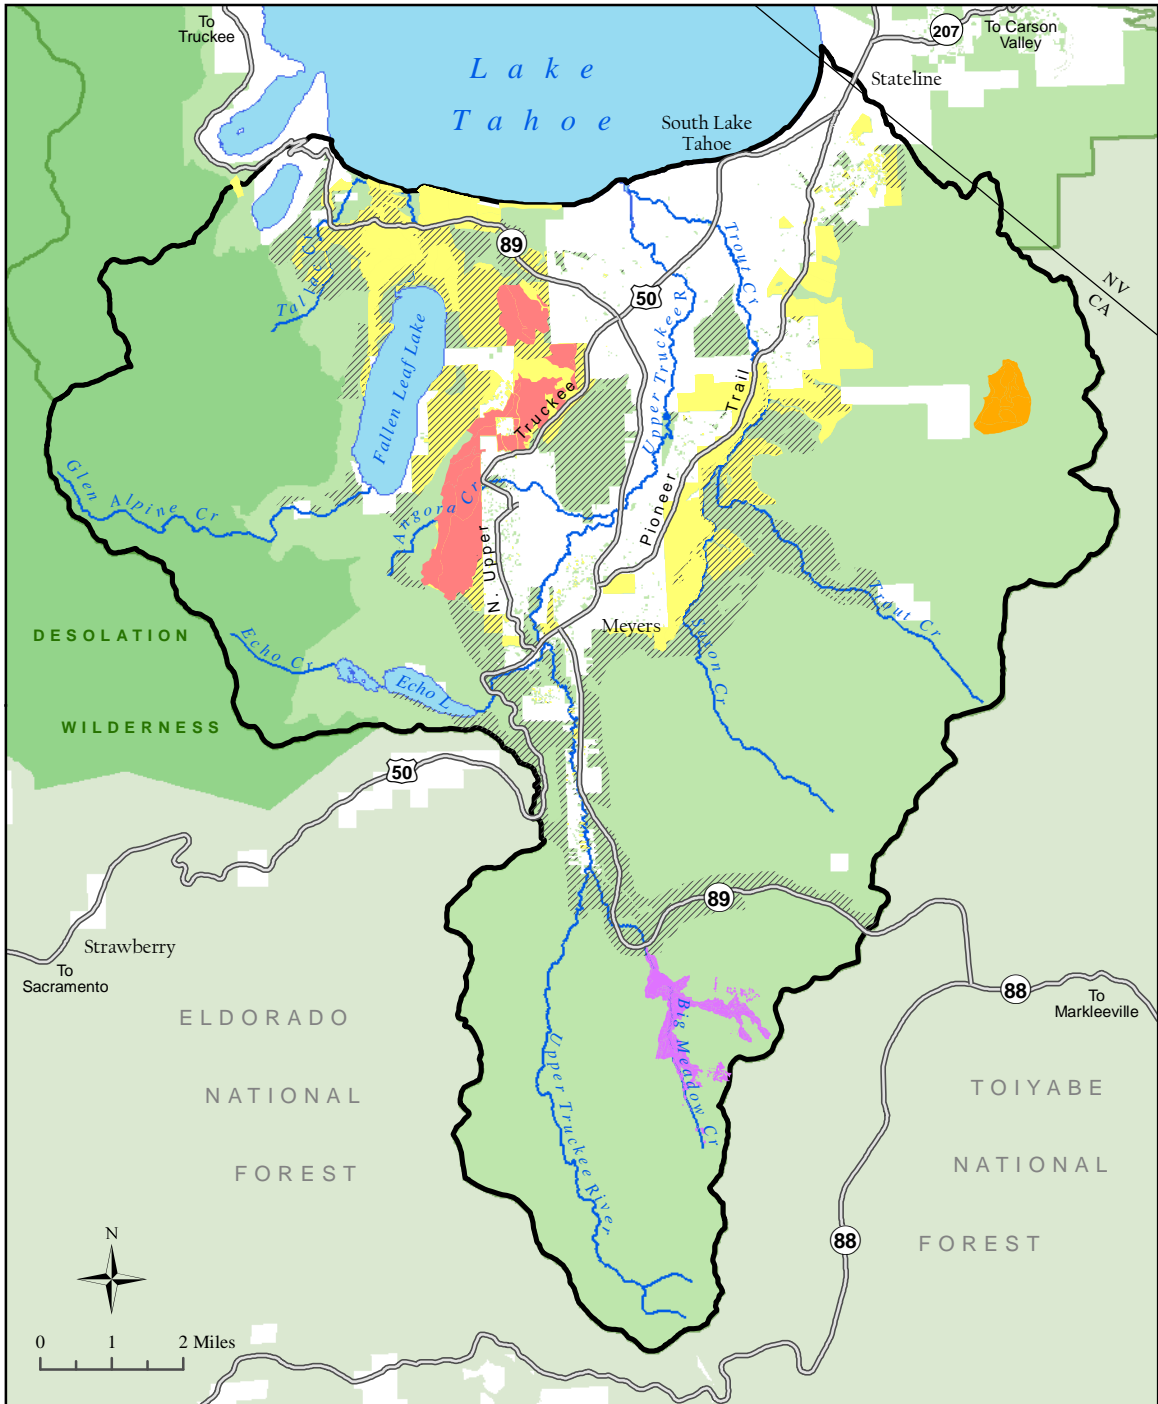 To
Truckee
207
To Carson
Valley
Lake
Tahoe
Stateline
South Lake
Tahoe
89
Trout Cr
Tallac Cr
50
NV
CA
Fallen Leaf Lake
Upper Truckee R
Truckee
Trail
Glen Alpine Cr
Angora Cr
Pioneer
N. Upper
Trout Cr
Meyers
DESOLATION
Echo Cr
Saxon Cr
Echo L
WILDERNESS
50
89
Strawberry
To
Sacramento
88
To
Markleeville
ELDORADO
Big Meadow Cr
NATIONAL
Upper Truckee River
TOIYABE
FOREST
NATIONAL
N
88
FOREST
0 1 2 Miles